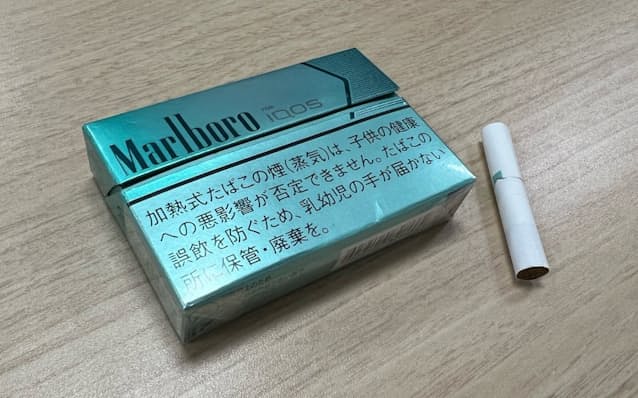 Marlboro FOR IQOS
加熱式たばこの煙(蒸気)は、子供の健康
への悪影響が否定できません。たばこの
誤飲を防ぐため、乳幼児の手が届かない
所に保管・廃棄を。